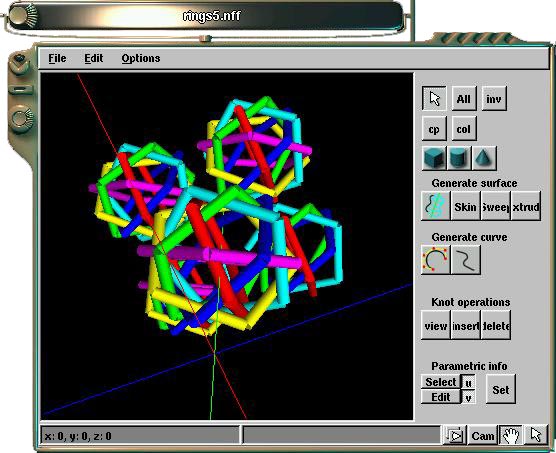 rings5.nff
File Edit Options
All inv
cp col
Generate surface
Skin Sweep xtrud
Generate curve
Knot operations
view insert delete
Parametric info
Select u
Edit v
Set
x: 0, y: 0, z: 0
Cam